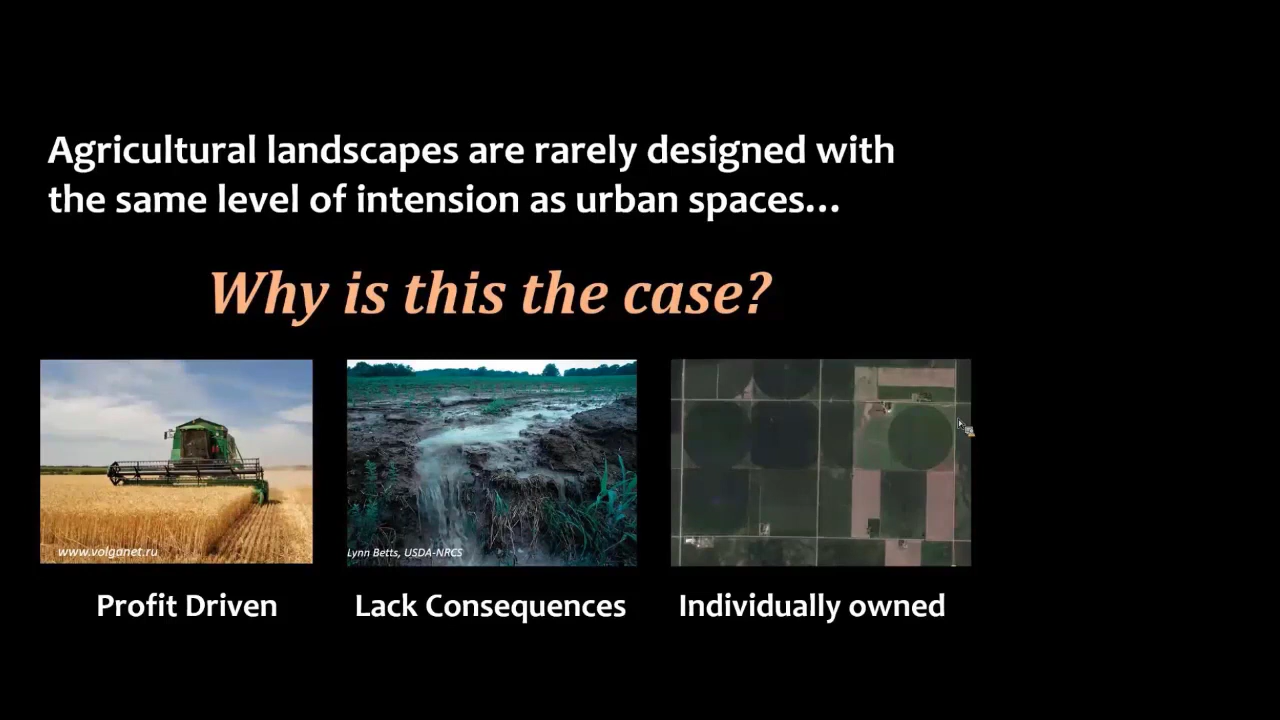 Agricultural landscapes are rarely designed with
the same level of intension as urban spaces...
Why is this the case?
www.volganet.ru
Lynn Betts, USDA-NRCS
Profit Driven
Lack Consequences
Individually owned